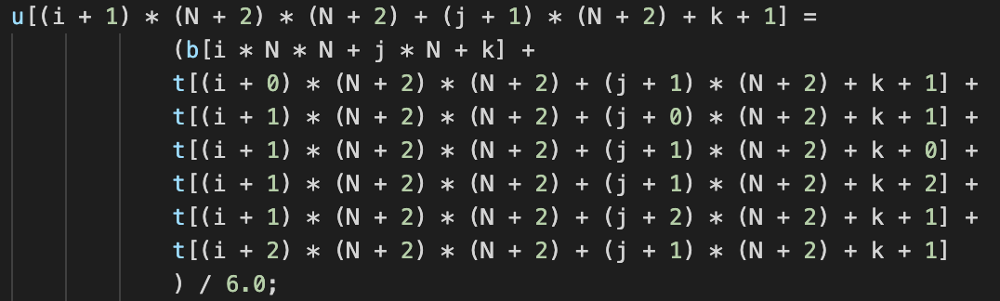 u[(i + 1) * (N + 2) * (N + 2) + (j + 1) * (N + 2) + k + 1] =
(b[i * N * N + j * N + k] +
t[(i + 0) * (N + 2) * (N + 2) + (j + 1) * (N + 2) + k + 1] +
t[(i + 1) * (N + 2) * (N + 2) + (j + 0) * (N + 2) + k + 1] +
t[(i + 1) * (N + 2) * (N + 2) + (j + 1) * (N + 2) + k + 0] +
t[(i + 1) * (N + 2) * (N + 2) + (j + 1) * (N + 2) + k + 2] +
t[(i + 1) * (N + 2) * (N + 2) + (j + 2) * (N + 2) + k + 1] +
t[(i + 2) * (N + 2) * (N + 2) + (j + 1) * (N + 2) + k + 1]
) / 6.0;